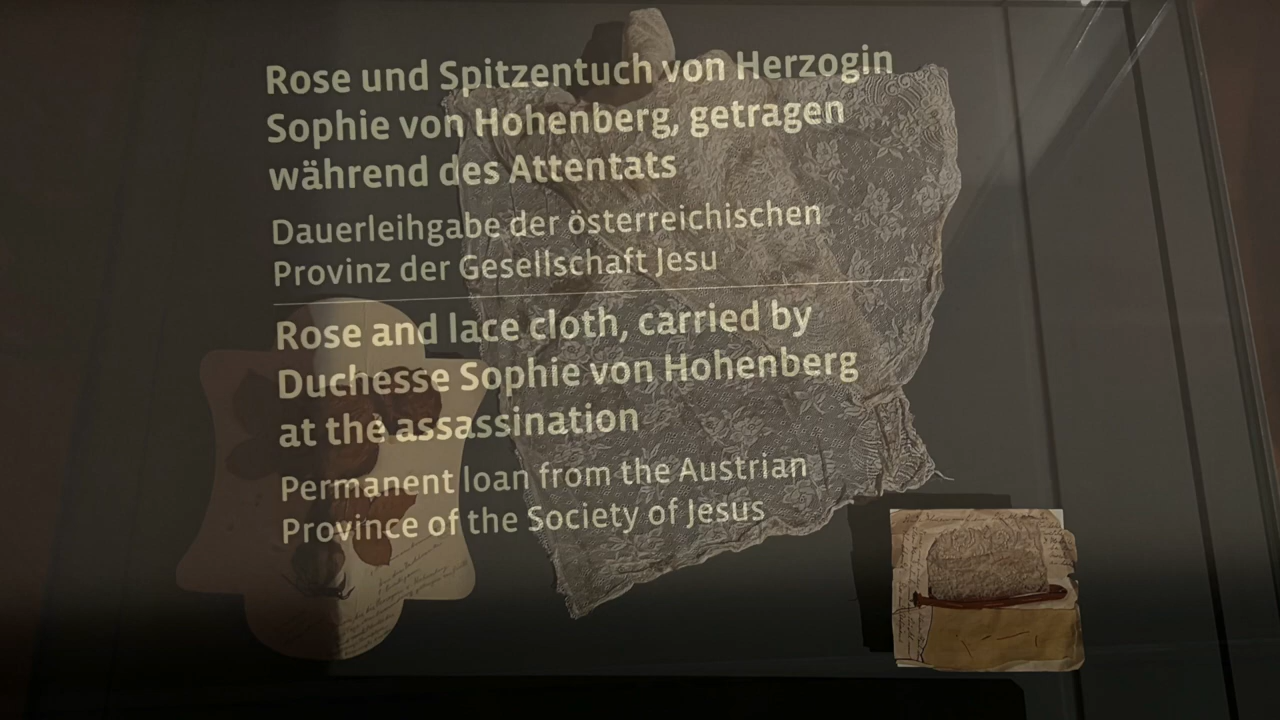 Rose und Spitzentuch von Herzogin
Sophie von Hohenberg, getragen
während des Attentats
Dauerleihgabe der österreichischen
Provinz der Gesellschaft Jesu
Rose and lace cloth, carried by
Duchesse Sophie von Hohenberg
at the assassination
Permanent loan from the Austrian
Province of the Society of Jesus